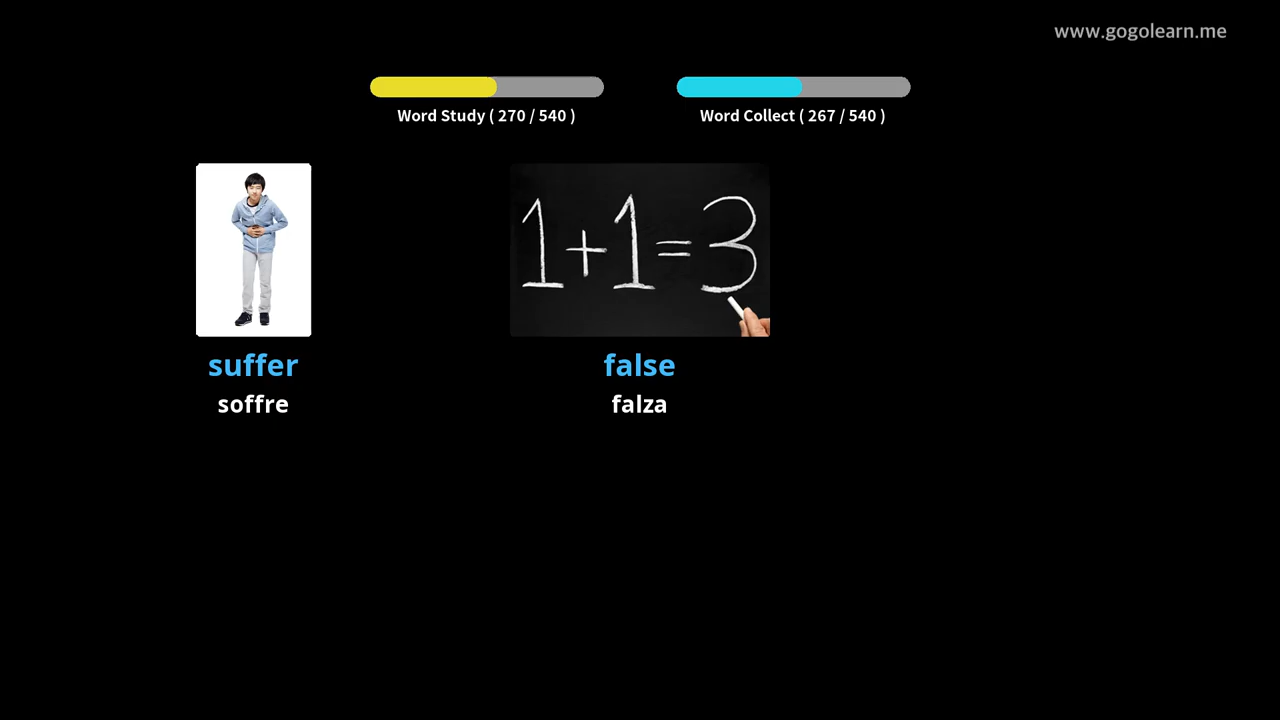 www.gogolearn.me
Word Study ( 270 / 540 )
Word Collect ( 267 / 540 )
1+1=3
suffer
false
soffre
falza